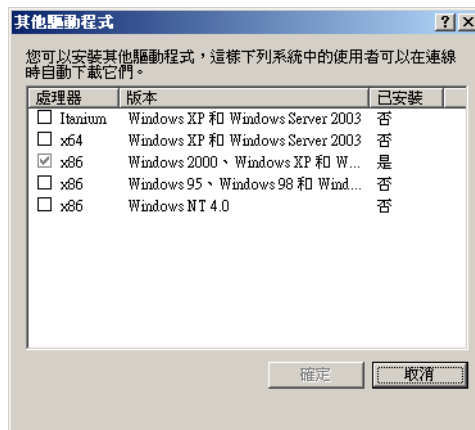 其他驅動程式
您可以安裝其他驅動程式，這樣下列系統中的使用者可以在連線
時自動下載它們。
處理器 版本 已安裝
Itanium Windows XP 和 Windows Server 2003 否
x64 Windows XP 和 Windows Server 2003 否
x86 Windows 2000、Windows XP 和 W... 是
x86 Windows 95、Windows 98 和 Wind... 否
x86 Windows NT 4.0 否
確定 取消